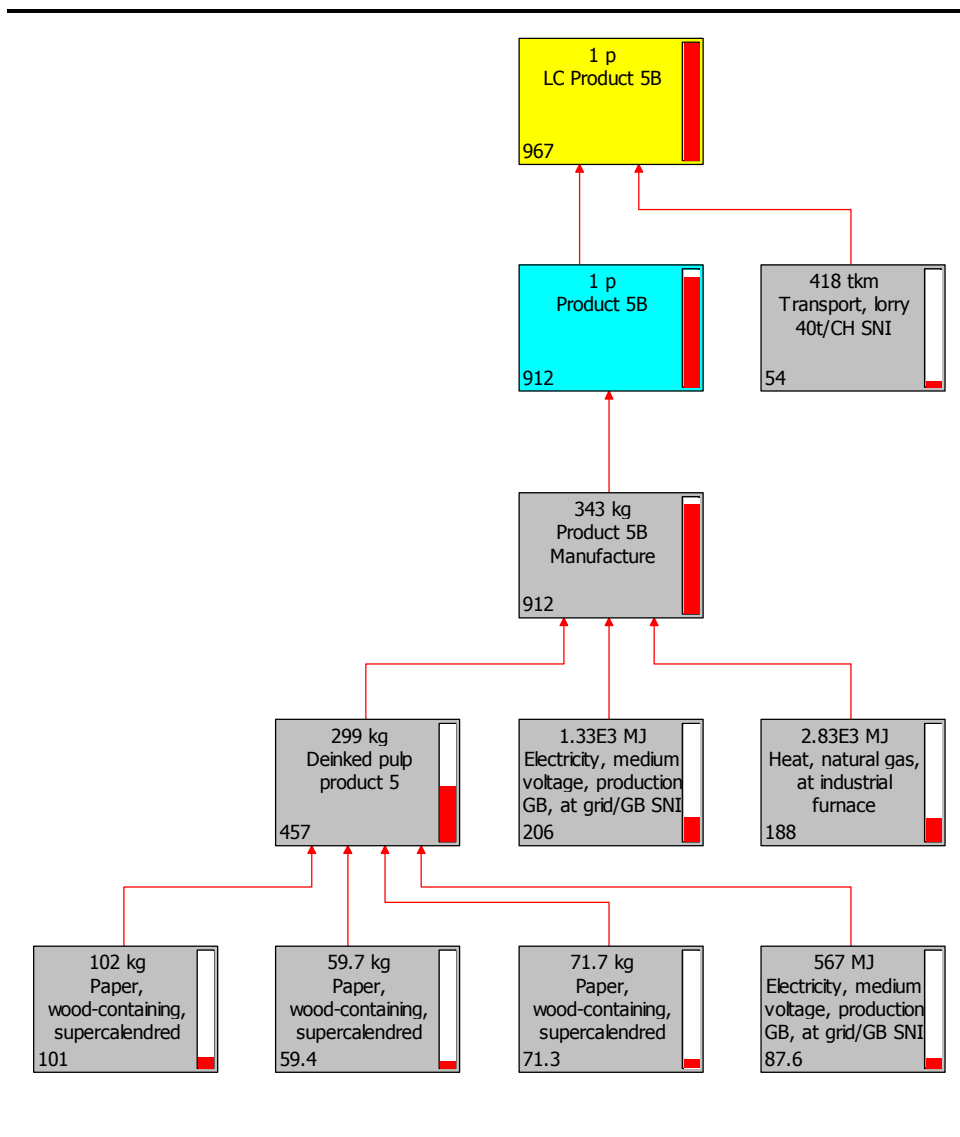 1 p
LC Product 5B
967
1 p
Product 5B
912
418 tkm
Transport, lorry
40t/CH SNI
54
343 kg
Product 5B
Manufacture
912
299 kg
Deinked pulp
product 5
457
1.33E3 MJ
Electricity, medium
voltage, production
GB, at grid/GB SNI
206
2.83E3 MJ
Heat, natural gas,
at industrial
furnace
188
102 kg
Paper,
wood-containing,
supercalendred
101
59.7 kg
Paper,
wood-containing,
supercalendred
59.4
71.7 kg
Paper,
wood-containing,
supercalendred
71.3
567 MJ
Electricity, medium
voltage, production
GB, at grid/GB SNI
87.6